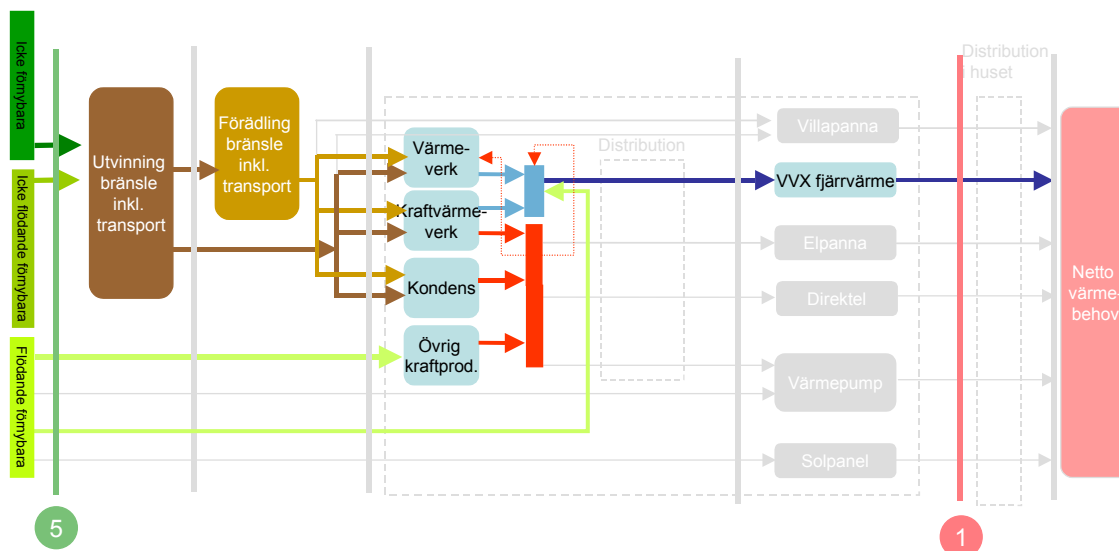 Icke förnybara
Icke flödande förnybara
Flödande förnybara
Utvinning
bränsle
inkl.
transport
Förädling
bränsle
inkl.
transport
Värme-
verk
Kraftvärme-
verk
Kondens
Övrig
kraftprod.
Distribution
Villapanna
VVX fjärrvärme
Elpanna
Direktel
Värmepump
Solpanel
Distribution
i huset
Netto
värme-
behov
5
1